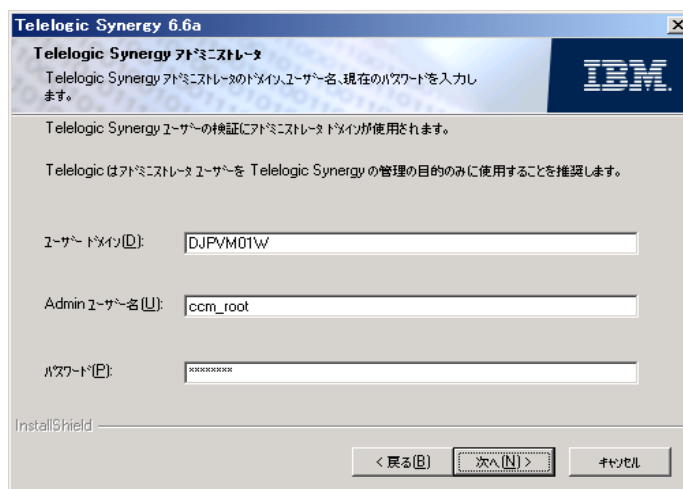 Telelogic Synergy 6.6a
Telelogic Synergy ｱﾄﾞﾐﾆｽﾄﾚｰﾀ
Telelogic Synergy ｱﾄﾞﾐﾆｽﾄﾚｰﾀのﾄﾞﾒｲﾝ､ﾕｰｻﾞｰ名､現在のﾊﾟｽﾜｰﾄﾞを入力し
ます。
IBM.
Telelogic Synergy ﾕｰｻﾞｰの検証にｱﾄﾞﾐﾆｽﾄﾚｰﾀ ﾄﾞﾒｲﾝが使用されます。
Telelogic はｱﾄﾞﾐﾆｽﾄﾚｰﾀ ﾕｰｻﾞｰを Telelogic Synergy の管理の目的のみに使用することを推奨します。
ﾕｰｻﾞｰ ﾄﾞﾒｲﾝ(D):
DJPVM01W
Admin ﾕｰｻﾞｰ名(U):
ccm_root
ﾊﾟｽﾜｰﾄﾞ(P):
********
InstallShield
< 戻る(B)
次へ(N) >
ｷｬﾝｾﾙ